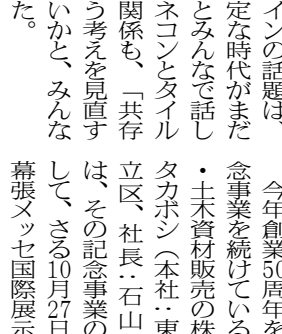 インの話題は、
定な時代がまだ
とみんなで話し
ネコンとタイル
関係も、「共存
う考えを見直す
いかと、みんな
た。
今年創業50周年を
念事業を続けている
・土木資材販売の株
タカボシ（本社：東
立区、社長：石山
は、その記念事業の
して、さる10月27日
幕張メッセ国際展示